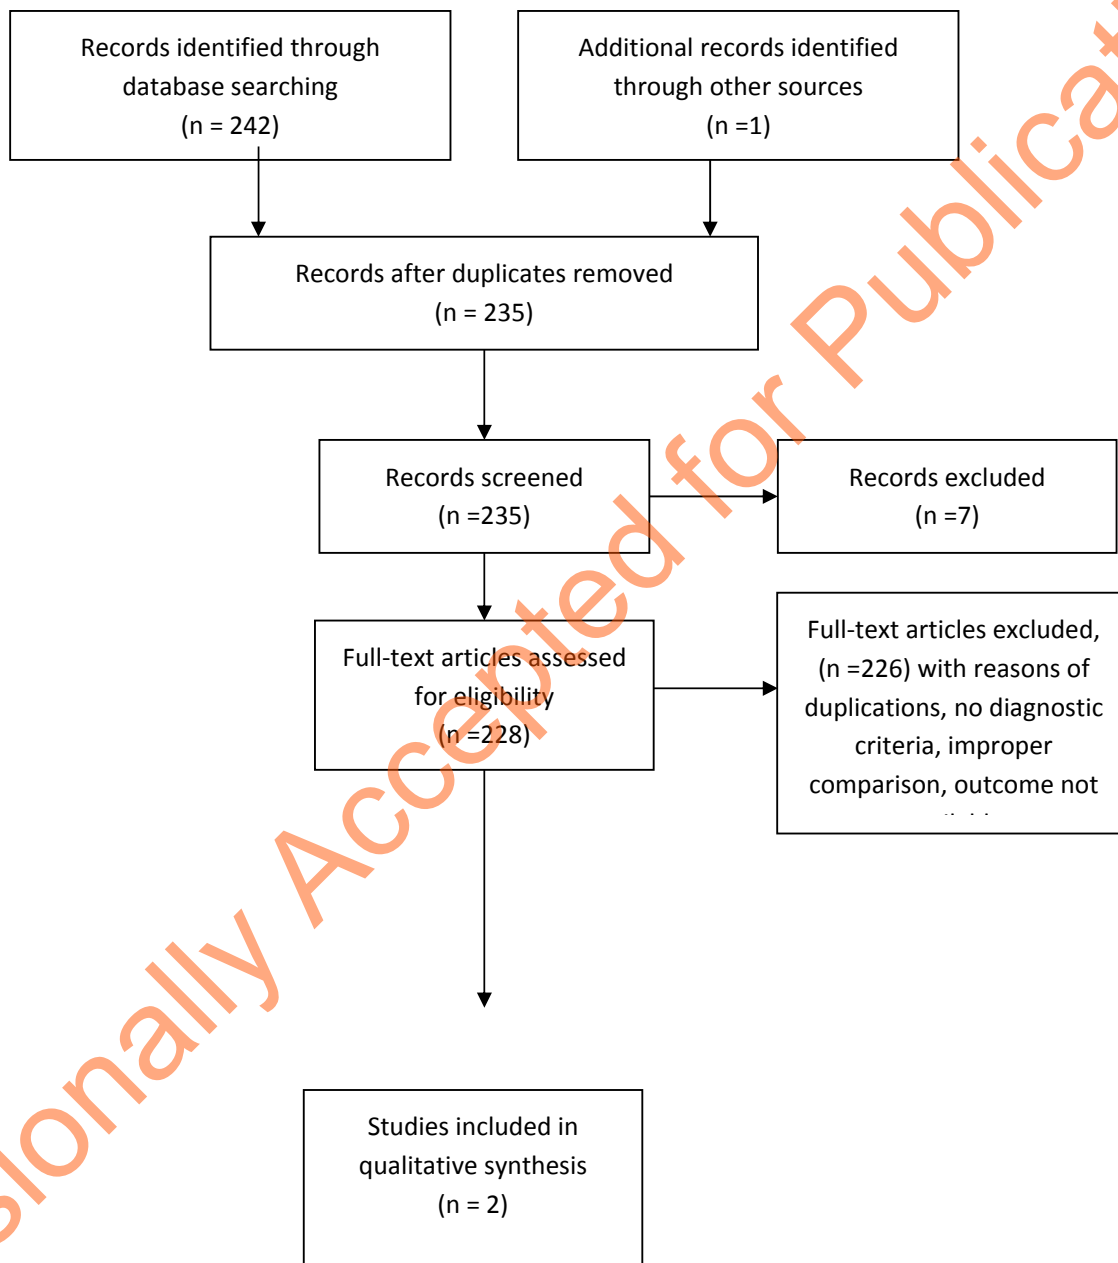 Records identified through
database searching
(n = 242)
Additional records identified
through other sources
(n =1)
Records after duplicates removed
(n = 235)
Records screened
(n =235)
Records excluded
(n =7)
Full-text articles assessed
for eligibility
(n =228)
Full-text articles excluded,
(n =226) with reasons of
duplications, no diagnostic
criteria, improper
comparison, outcome not
Studies included in
qualitative synthesis
(n = 2)
sionally Accepted for Publicat